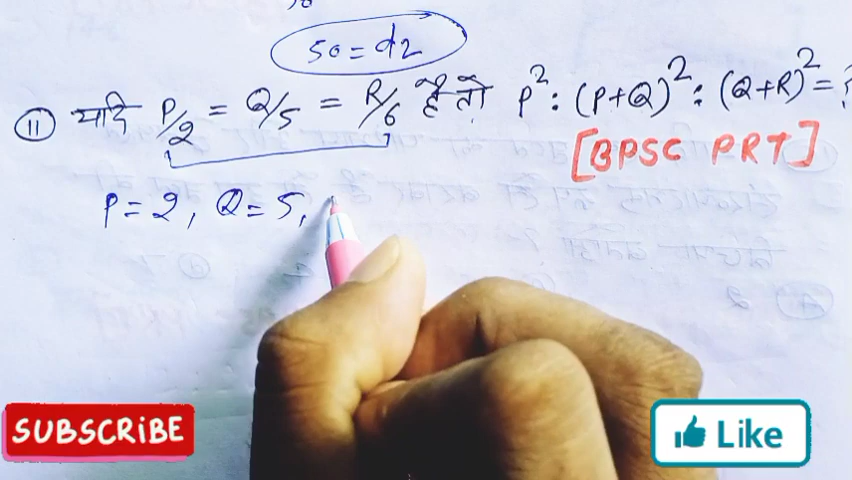 50 = d2
11 यदि P/2 = Q/5 = R/6 है तो P² : (P+Q)² : (Q+R)² = ?
[BPSC PRT]
P = 2, Q = 5,
SUBSCRIBE
Like